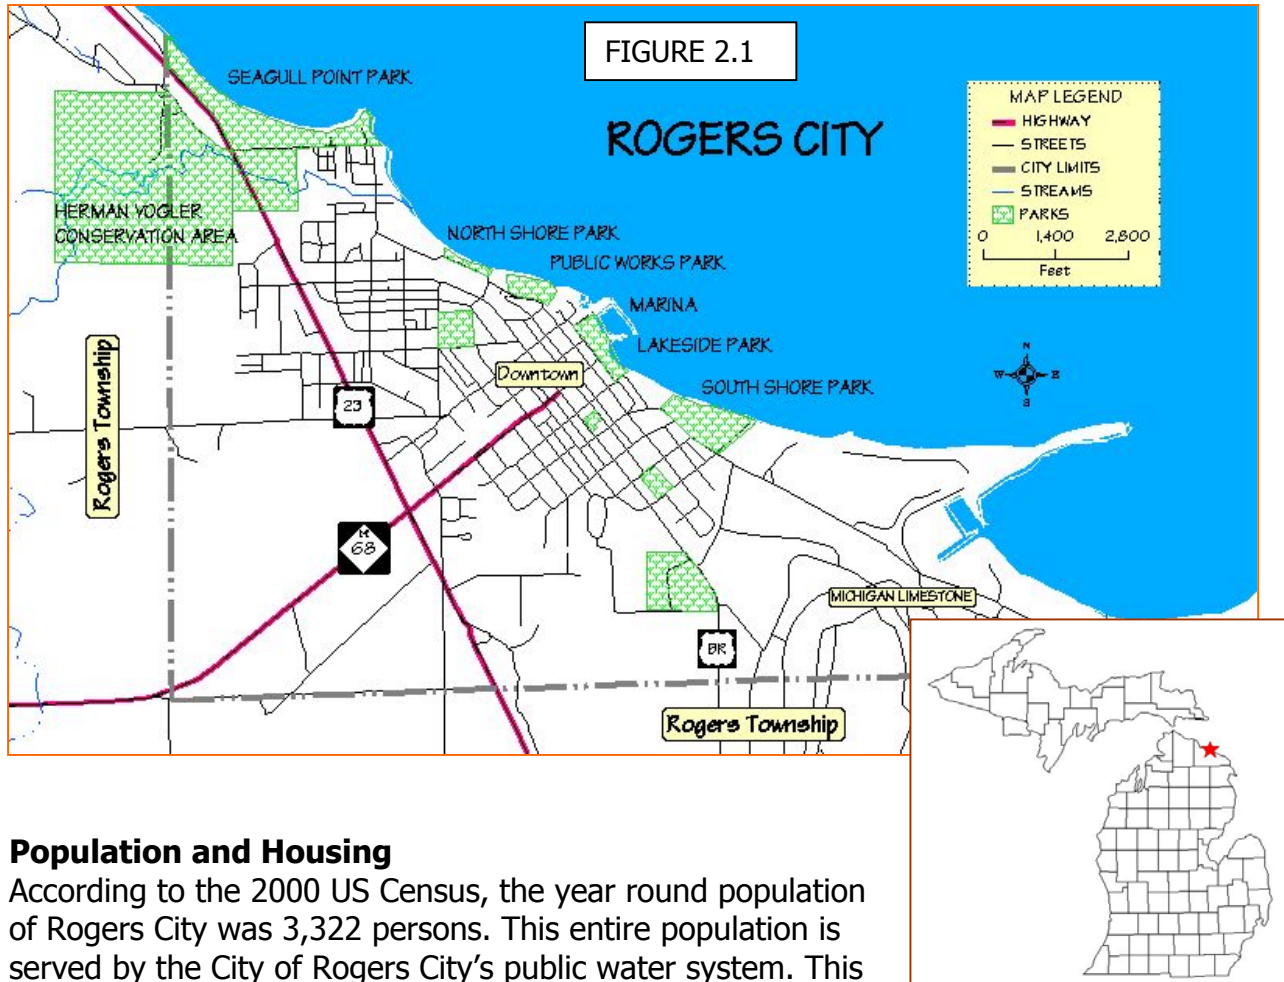 FIGURE 2.1
SEAGULL POINT PARK
ROGERS CITY
MAP LEGEND
HIGHWAY
STREETS
CITY LIMITS
STREAMS
PARKS
0 1,400 2,800
Feet
HERMAN VOGLER
CONSERVATION AREA
NORTH SHORE PARK
PUBLIC WORKS PARK
MARINA
LAKESIDE PARK
Downtown
SOUTH SHORE PARK
N
W E
S
23
Rogers Township
M
68
MICHIGAN LIMESTONE
BR
Rogers Township
Population and Housing
According to the 2000 US Census, the year round population
of Rogers City was 3,322 persons. This entire population is
served by the City of Rogers City’s public water system. This